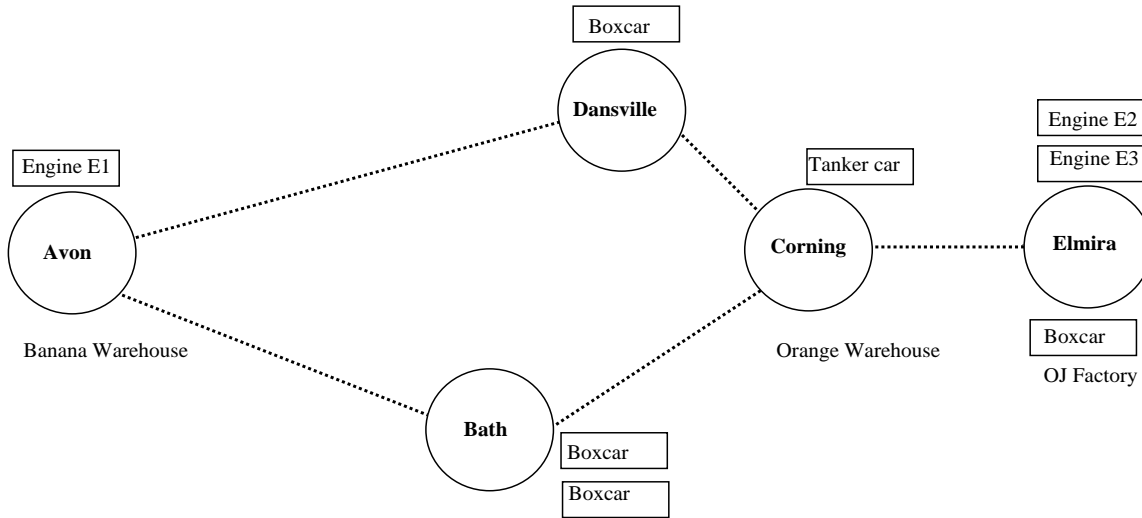 Boxcar
Dansville
Engine E2
Engine E3
Engine E1
Tanker car
Avon
Corning
Elmira
Banana Warehouse
Orange Warehouse
Boxcar
OJ Factory
Bath
Boxcar
Boxcar